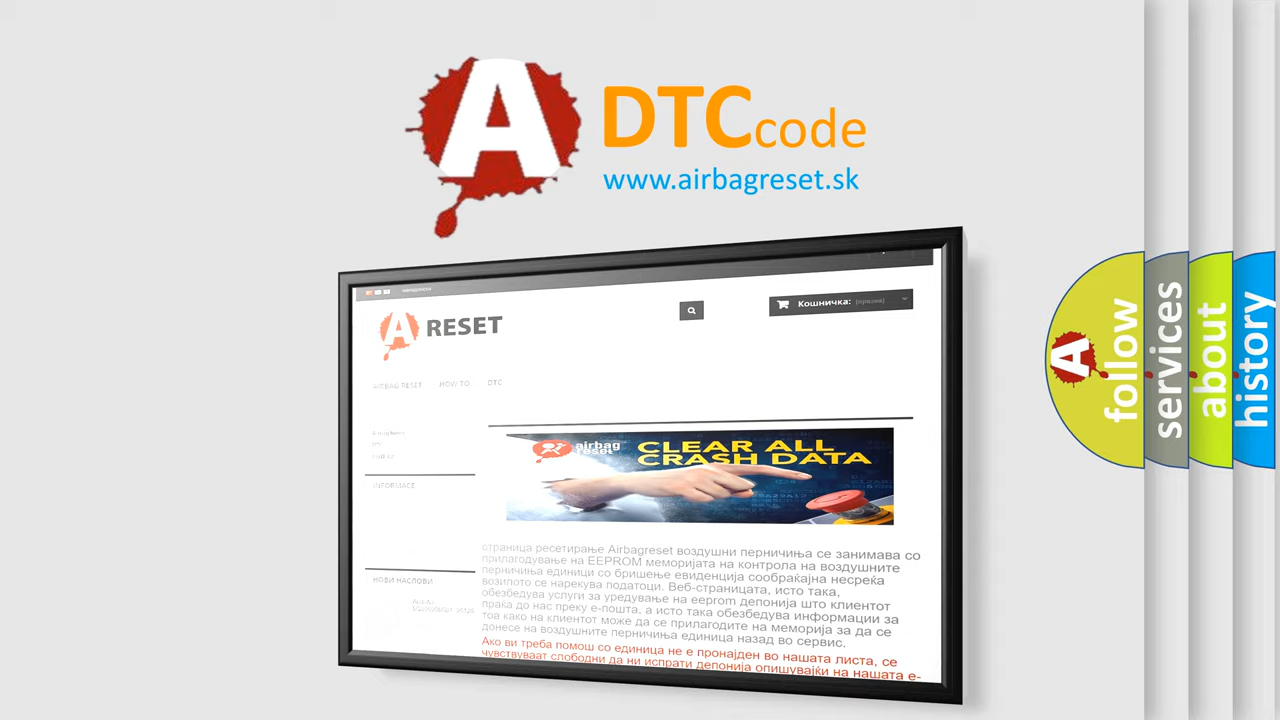 A
DTCcode
www.airbagreset.sk
A RESET
Кошничка: (празна)
AIRBAG RESET HOW TO DTC
airbag
reset
CLEAR ALL
CRASH DATA
INFORMACE
НОВИ НАСЛОВИ
страница ресетирање Airbagreset воздушни перничиња се занимава со
прилагодување на EEPROM меморијата на контрола на воздушните
перничиња единици со бришење евиденција сообраќајна несреќа
возилото се нарекува податоци. Веб-страницата, исто така,
обезбедува услуги за уредување на eeprom депонија што клиентот
праќа до нас преку е-пошта, а исто така обезбедува информации за
тоа како на клиентот може да се прилагодите на меморија за да се
донесе на воздушните перничиња единица назад во сервис.
Ако ви треба помош со единица не е пронајден во нашата листа, се
чувствуваат слободни да ни испрати депонија опишувајќи на нашата е-
A
follow
services
about
history